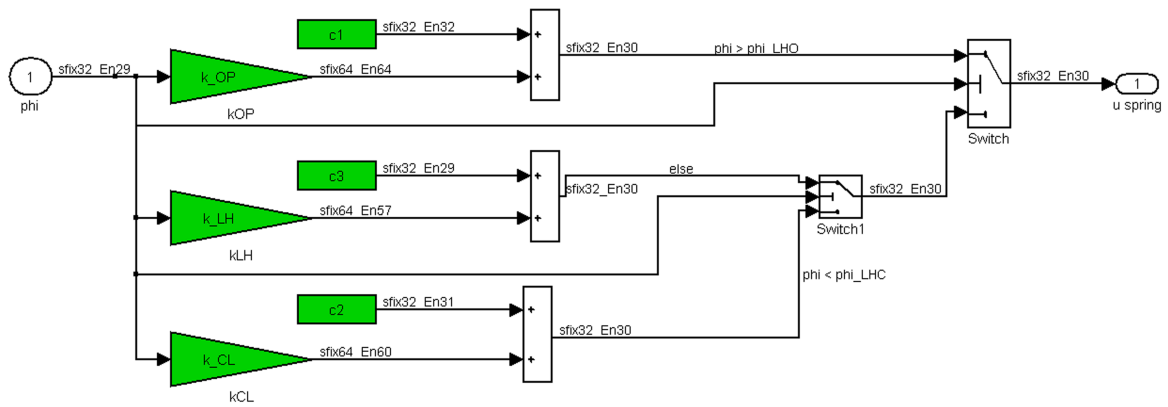 c1
sfix32_En32
sfix32_En30
phi > phi_LHO
1
phi
sfix32_En29
k_OP
sfix64_En64
kOP
sfix32_En30
1
u spring
Switch
c3
sfix32_En29
else
sfix32_En30
sfix32_En30
k_LH
sfix64_En57
kLH
Switch1
phi < phi_LHC
c2
sfix32_En31
sfix32_En30
k_CL
sfix64_En60
kCL